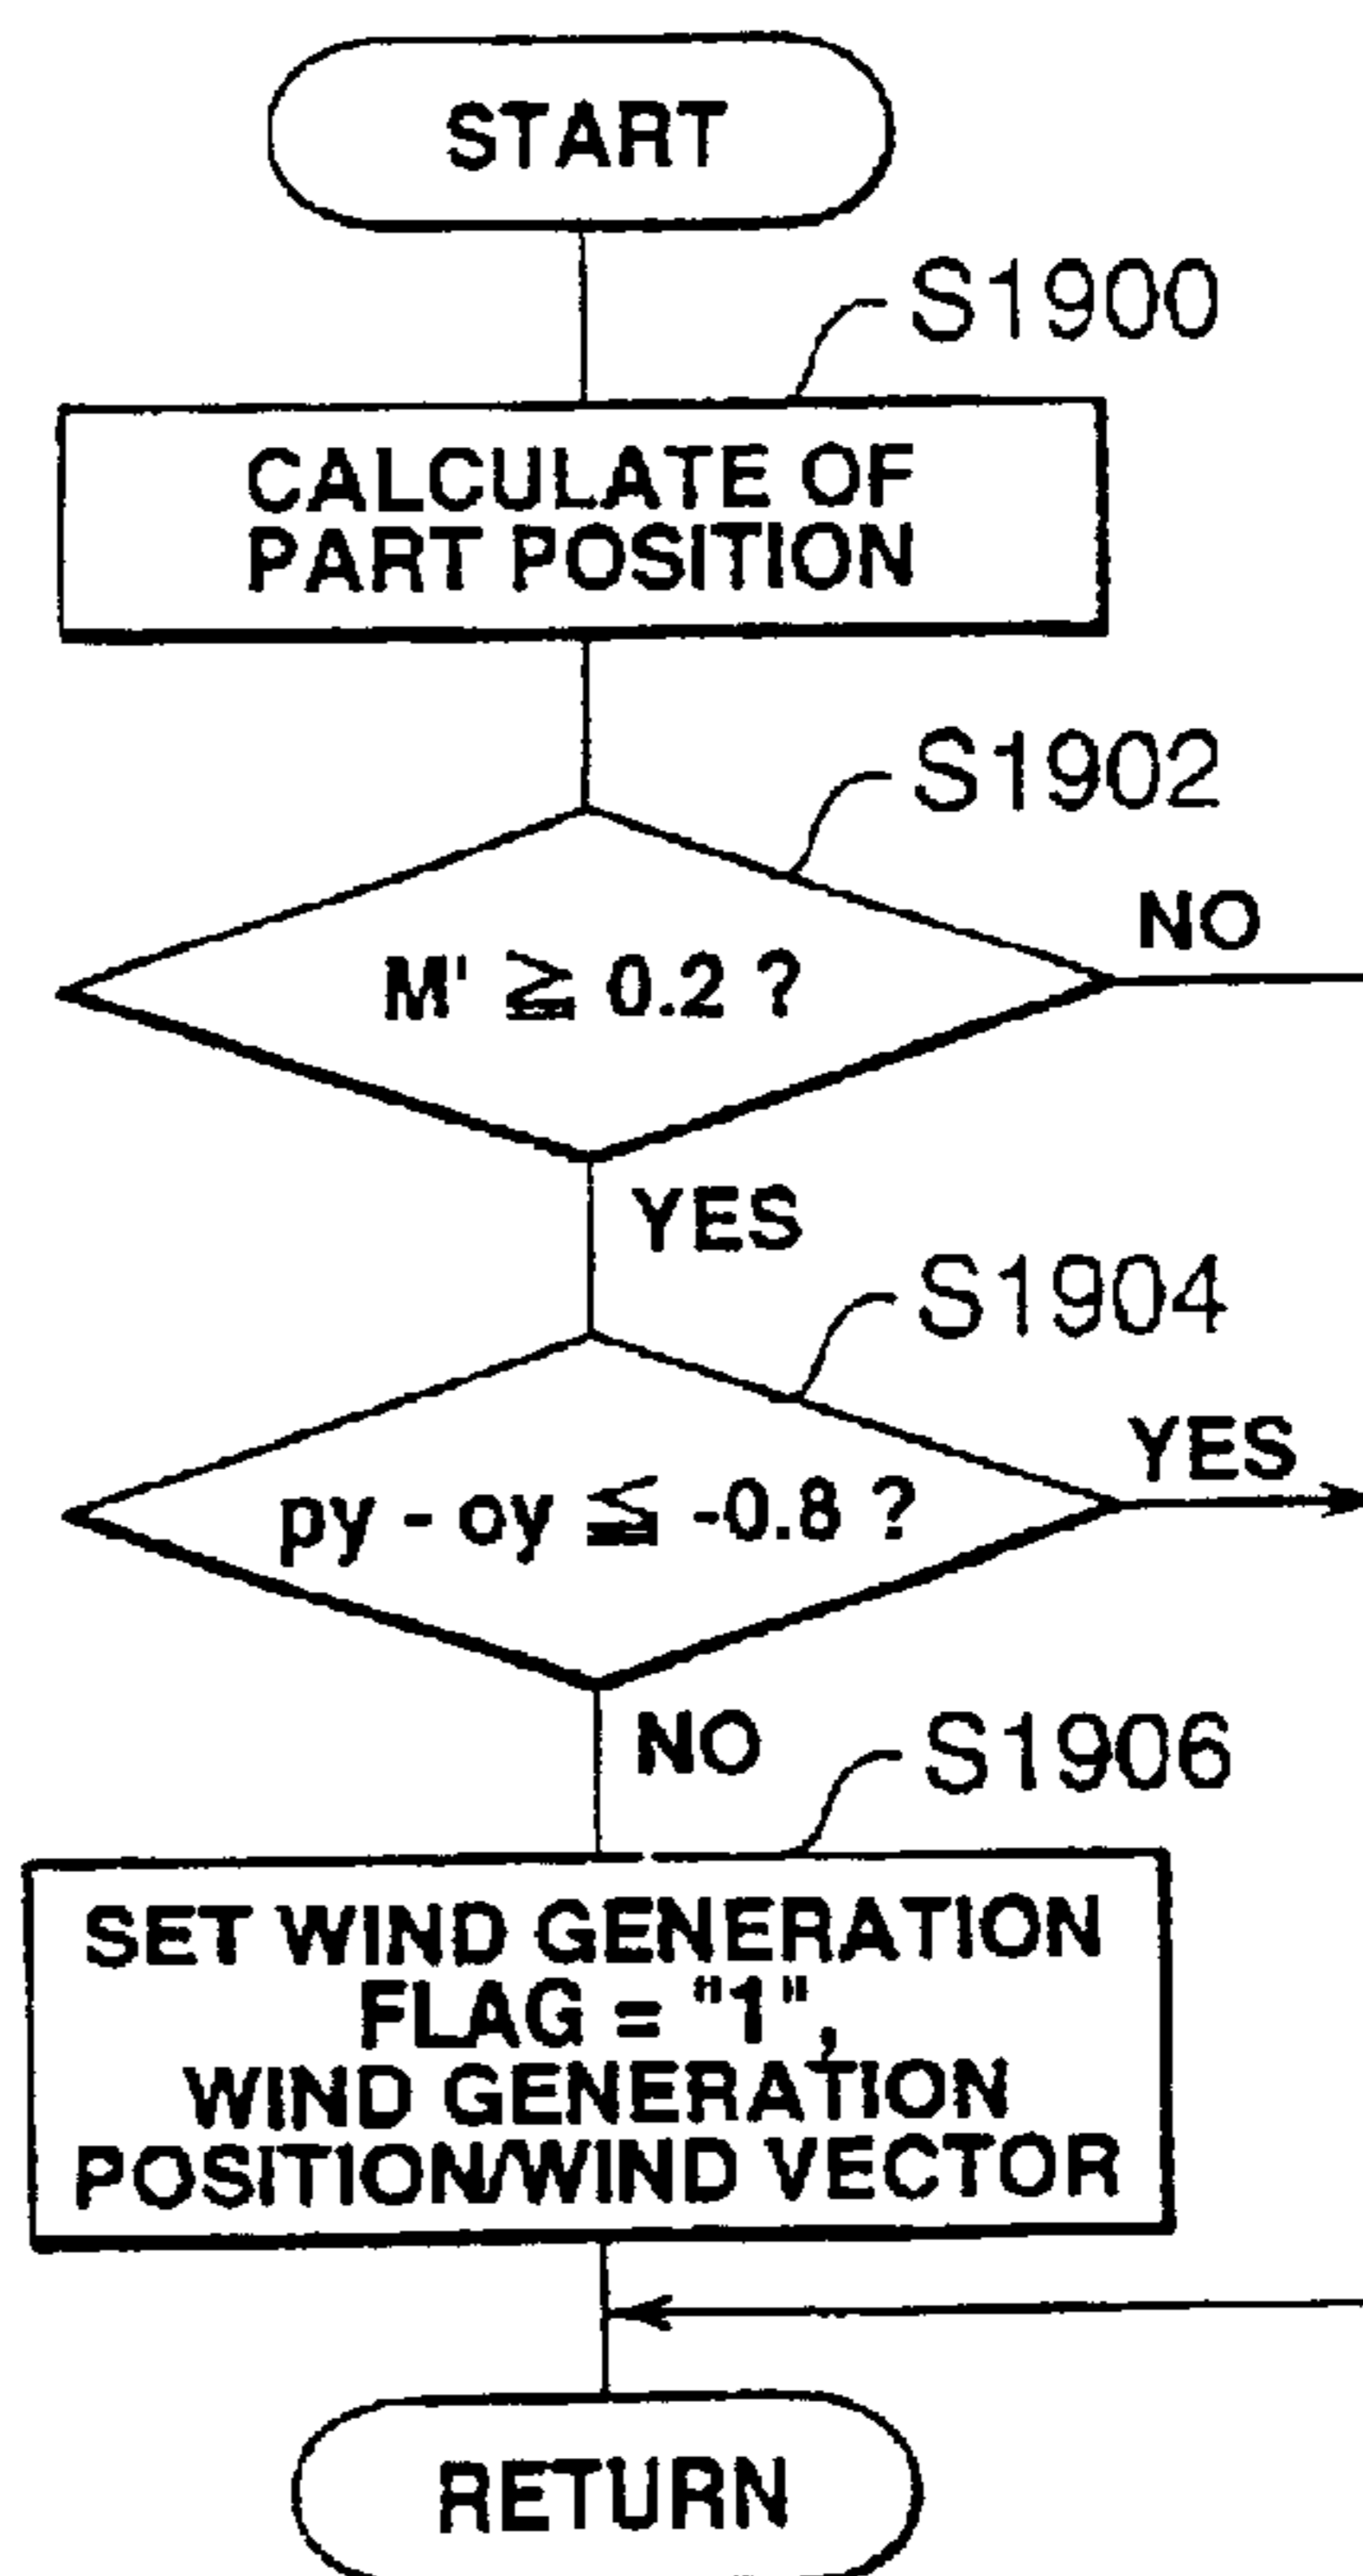 START
S1900
CALCULATE OF
PART POSITION
S1902
M' ≧ 0.2 ?
NO
YES
S1904
py - oy ≦ -0.8 ?
YES
NO
S1906
SET WIND GENERATION
FLAG = "1",
WIND GENERATION
POSITION/WIND VECTOR
RETURN